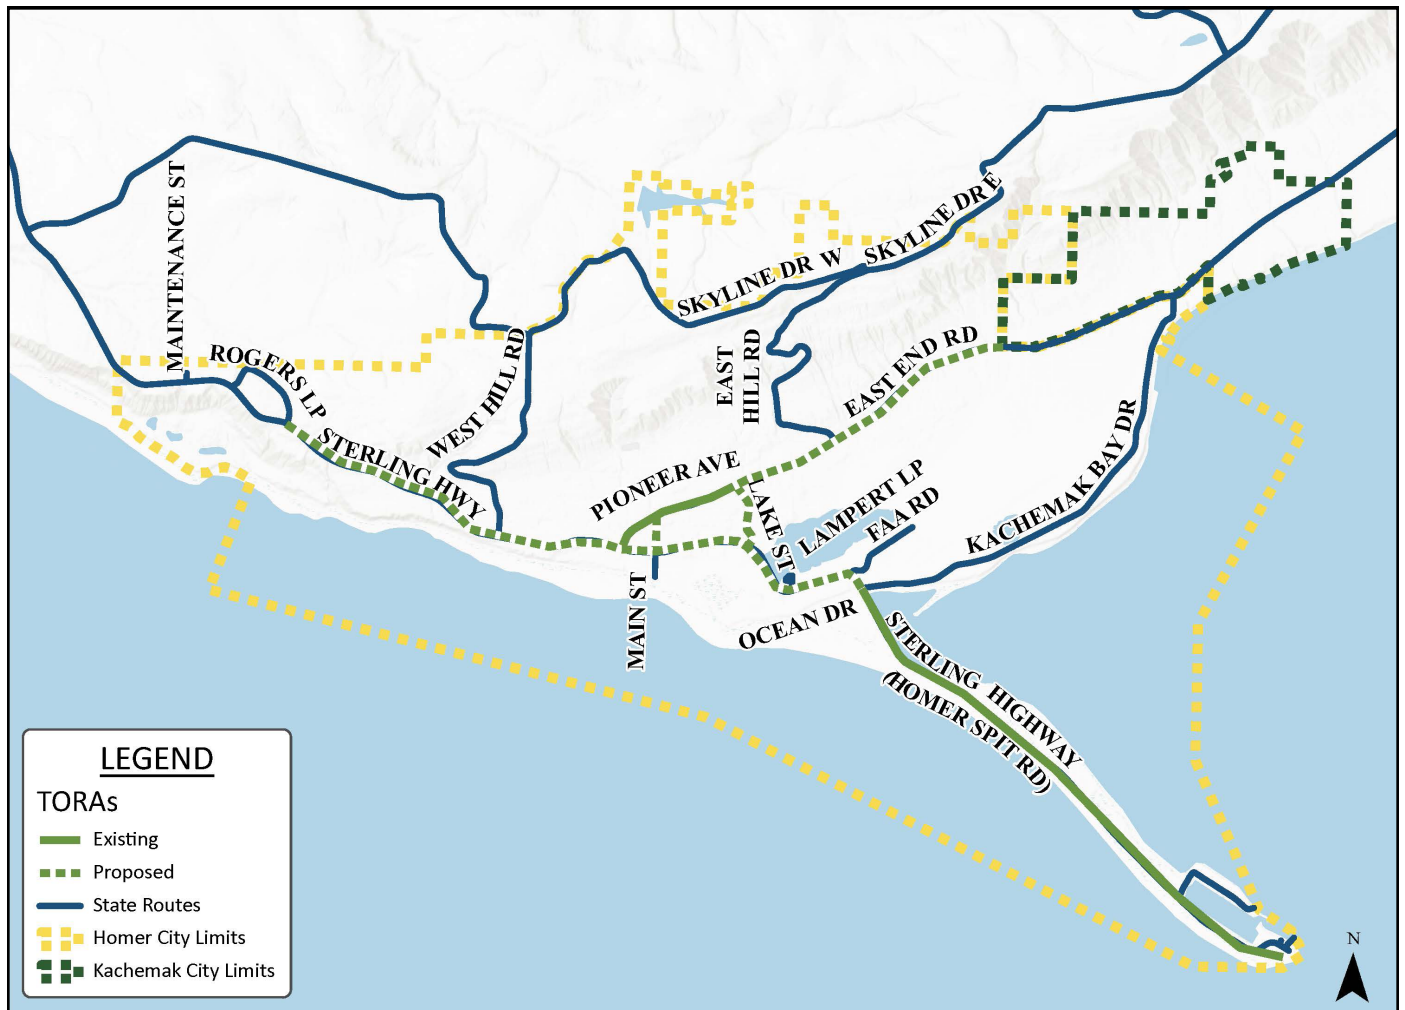 MAINTENANCE ST
ROGERS LP
STERLING HWY
WEST HILL RD
SKYLINE DR W
SKYLINE DR E
EAST
HILL RD
EAST END RD
PIONEER AVE
LAKE ST
LAMPERT LP
FAA RD
KACHEMAK BAY DR
MAIN ST
OCEAN DR
STERLING HIGHWAY
(HOMER SPIT RD)
LEGEND
TORAs
Existing
Proposed
State Routes
Homer City Limits
Kachemak City Limits
N